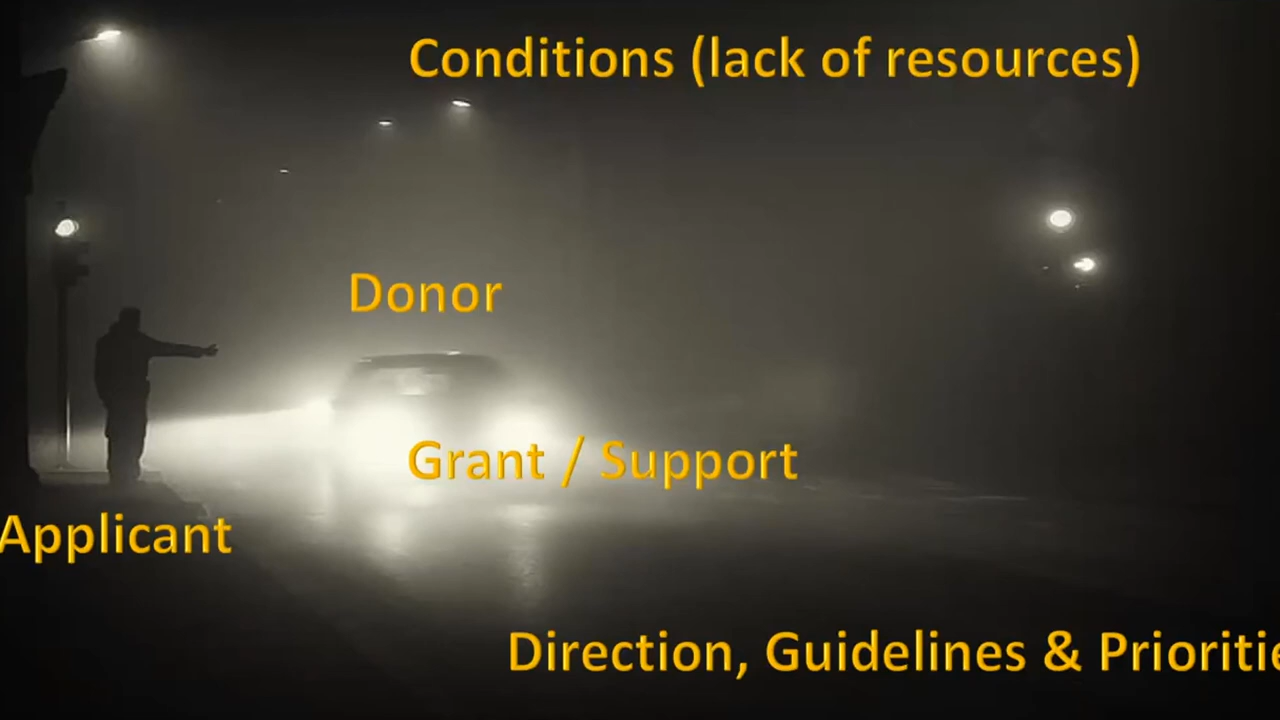 Conditions (lack of resources)
Donor
Grant / Support
Applicant
Direction, Guidelines & Prioritie